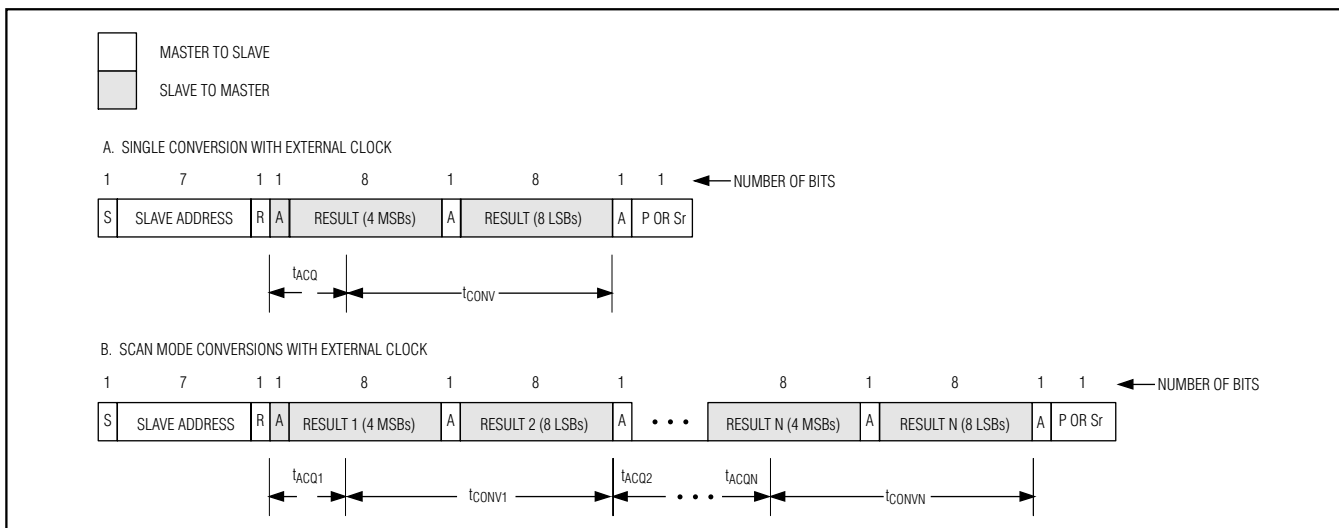 MASTER TO SLAVE
SLAVE TO MASTER
A. SINGLE CONVERSION WITH EXTERNAL CLOCK
1 7 1 1 8 1 8 1 1 NUMBER OF BITS
S SLAVE ADDRESS R A RESULT (4 MSBs) A RESULT (8 LSBs) A P OR Sr
tACQ
tCONV
B. SCAN MODE CONVERSIONS WITH EXTERNAL CLOCK
1 7 1 1 8 1 8 1 8 1 8 1 1 NUMBER OF BITS
S SLAVE ADDRESS R A RESULT 1 (4 MSBs) A RESULT 2 (8 LSBs) A • • • RESULT N (4 MSBs) A RESULT N (8 LSBs) A P OR Sr
tACQ1 tACQ2 tACQN
tCONV1 • • • tCONVN